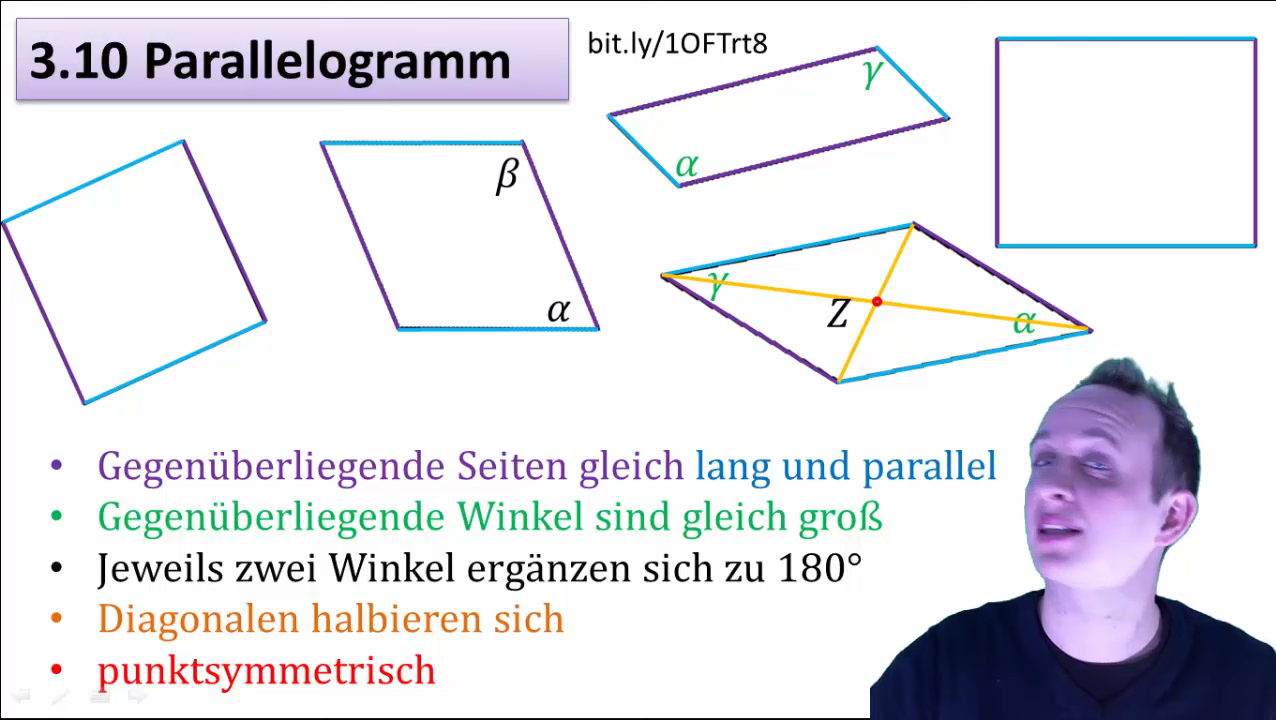 3.10 Parallelogramm
bit.ly/1OFTrt8
γ
α
β
α
γ
Z
α
• Gegenüberliegende Seiten gleich lang und parallel
• Gegenüberliegende Winkel sind gleich groß
• Jeweils zwei Winkel ergänzen sich zu 180°
• Diagonalen halbieren sich
• punktsymmetrisch